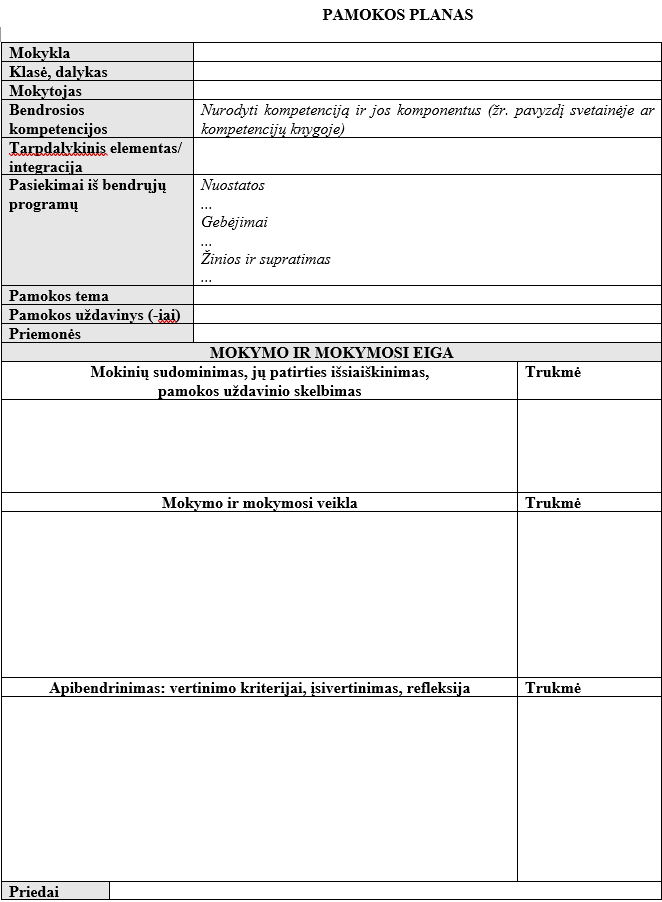 PAMOKOS PLANAS
Mokykla
Klasė, dalykas
Mokytojas
Bendrosios kompetencijos
Nurodyti kompetenciją ir jos komponentus (žr. pavyzdį svetainėje ar
kompetencijų knygoje)
Tarpdalykinis elementas/
integracija
Pasiekimai iš bendrųjų
programų
Nuostatos
...
Gebėjimai
...
Žinios ir supratimas
...
Pamokos tema
Pamokos uždavinys (-iai)
Priemonės
MOKYMO IR MOKYMOSI EIGA
Mokinių sudominimas, jų patirties išsiaiškinimas,
pamokos uždavinio skelbimas
Trukmė
Mokymo ir mokymosi veikla
Trukmė
Apibendrinimas: vertinimo kriterijai, įsivertinimas, refleksija
Trukmė
Priedai